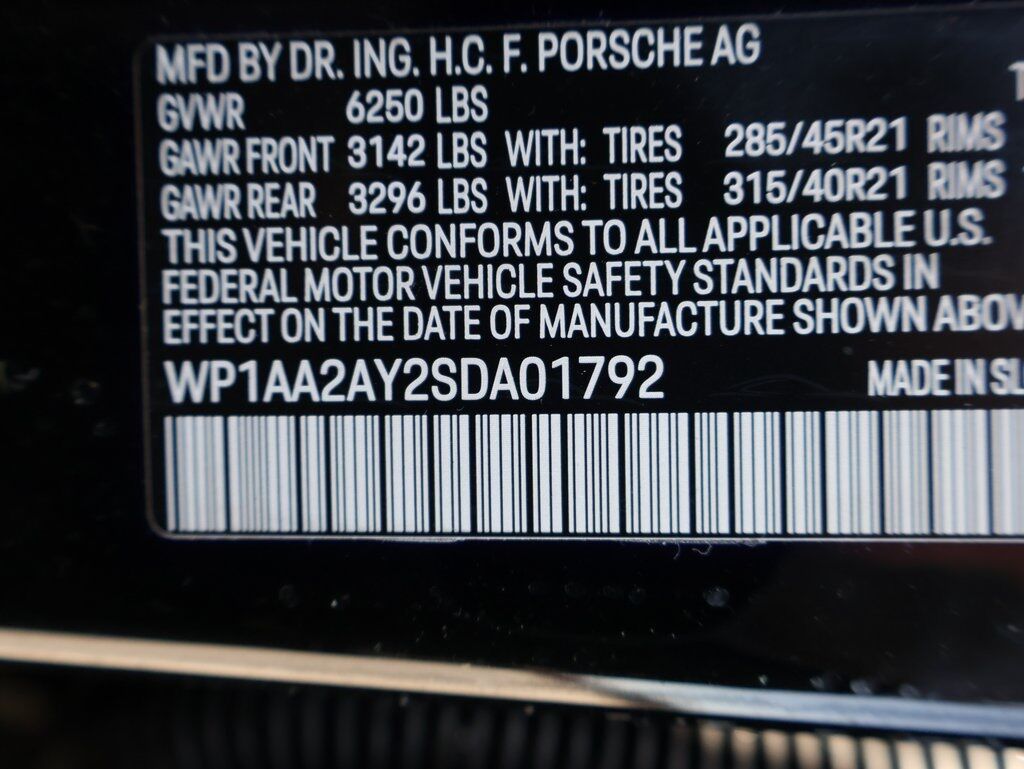 MFD BY DR. ING. H.C. F. PORSCHE AG
GVWR 6250 LBS
GAWR FRONT 3142 LBS WITH: TIRES 285/45R21 RIMS
GAWR REAR 3296 LBS WITH: TIRES 315/40R21 RIMS
THIS VEHICLE CONFORMS TO ALL APPLICABLE U.S.
FEDERAL MOTOR VEHICLE SAFETY STANDARDS IN
EFFECT ON THE DATE OF MANUFACTURE SHOWN ABOV
WP1AA2AY2SDA01792 MADE IN SL